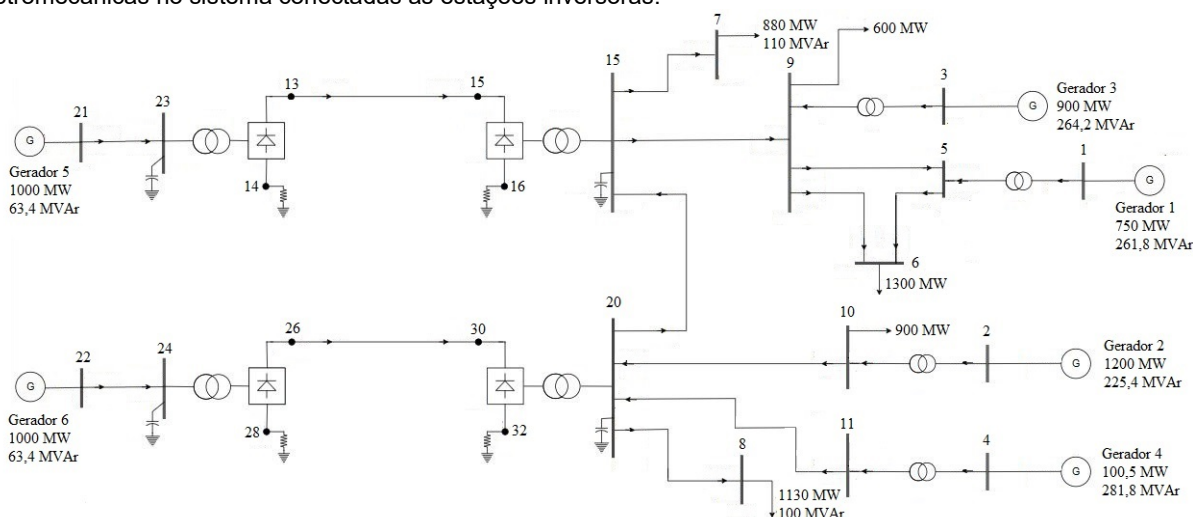 etromecânicas no sistema conectadas às estações inversoras.
7
880 MW
110 MVAr
600 MW
15
9
13
15
3
Gerador 3
900 MW
264,2 MVAr
G
21
23
5
1
G
G
Gerador 5
1000 MW
63,4 MVAr
14
16
Gerador 1
750 MW
261,8 MVAr
6
1300 MW
20
10
26
30
900 MW
2
22
24
Gerador 2
1200 MW
225,4 MVAr
G
G
Gerador 6
1000 MW
63,4 MVAr
28
32
11
4
8
Gerador 4
100,5 MW
281,8 MVAr
G
1130 MW
100 MVAr